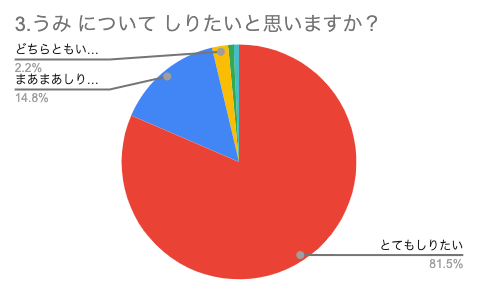 3.うみ について しりたいと思いますか？
どちらともい...
2.2%
まあまあしり...
14.8%
とてもしりたい
81.5%